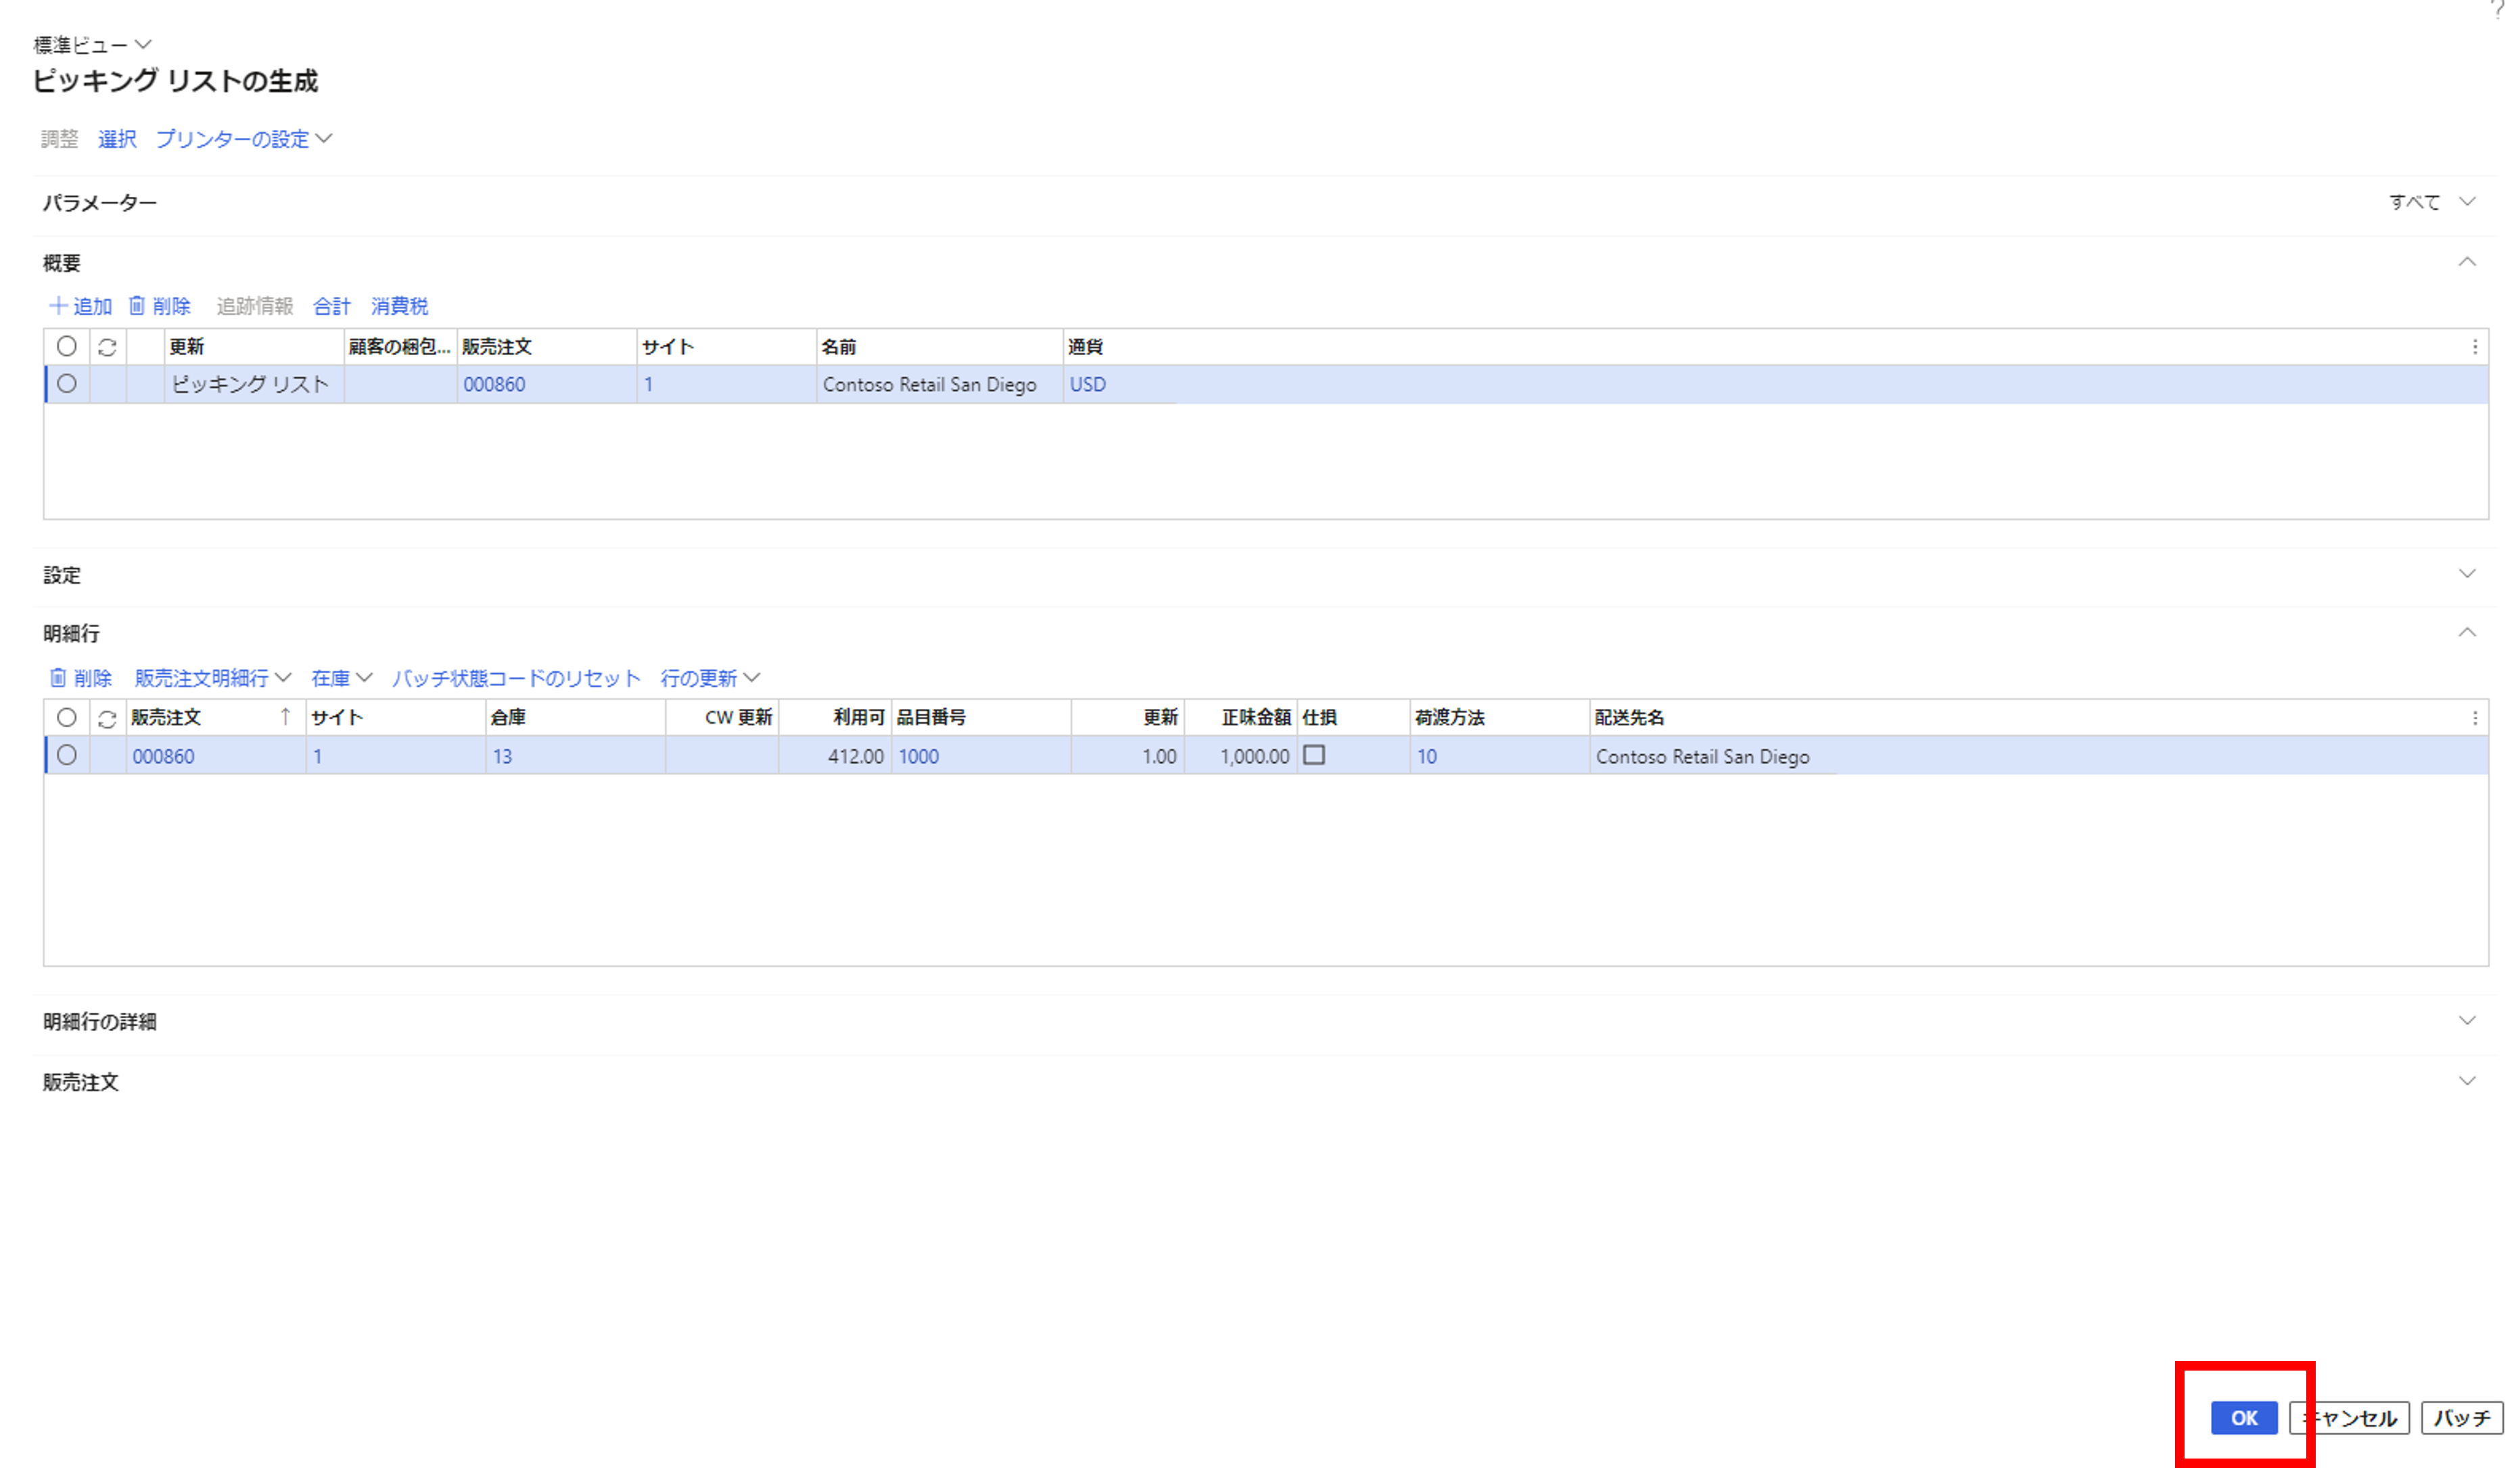 ?
標準ビュー
ピッキング リストの生成
調整 選択 プリンターの設定
パラメーター すべて
概要
追加 削除 追跡情報 合計 消費税
更新 顧客の梱包... 販売注文 サイト 名前 通貨
ピッキング リスト 000860 1 Contoso Retail San Diego USD
設定
明細行
削除 販売注文明細行 在庫 バッチ状態コードのリセット 行の更新
販売注文 ↑ サイト 倉庫 CW 更新 利用可 品目番号 更新 正味金額 仕損 荷渡方法 配送先名
000860 1 13 412.00 1000 1.00 1,000.00 10 Contoso Retail San Diego
明細行の詳細
販売注文
OK キャンセル バッチ